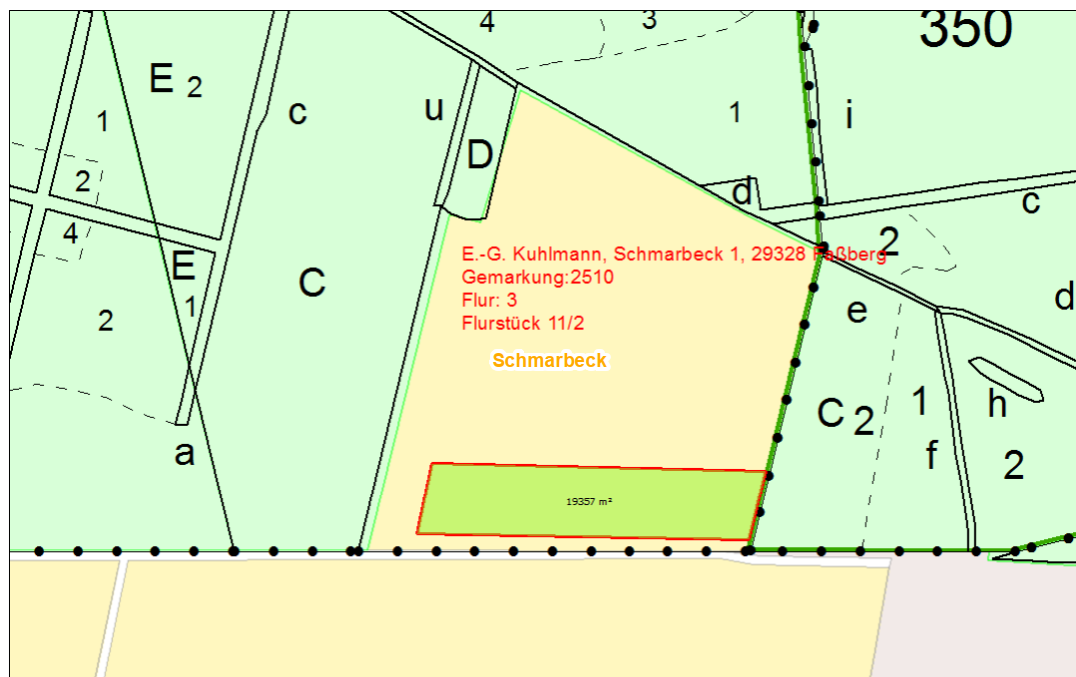 4
3
350
E 2
c
u
1
i
1
D
2
d
c
4
2
E
E.-G. Kuhlmann, Schmarbeck 1, 29328 Faßberg
Gemarkung:2510
Flur: 3
Flurstück 11/2
C
d
1
e
2
Schmarbeck
C 2
1
h
a
f
2
19357 m²